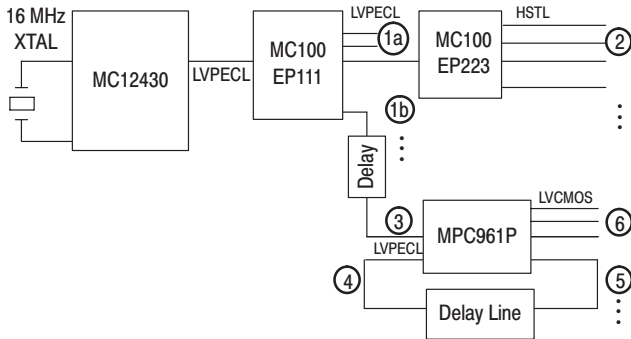 16 MHz
XTAL
MC12430
LVPECL
MC100
EP111
LVPECL
1a
1b
MC100
EP223
HSTL
2
Delay
3
LVPECL
MPC961P
LVCMOS
6
4
Delay Line
5